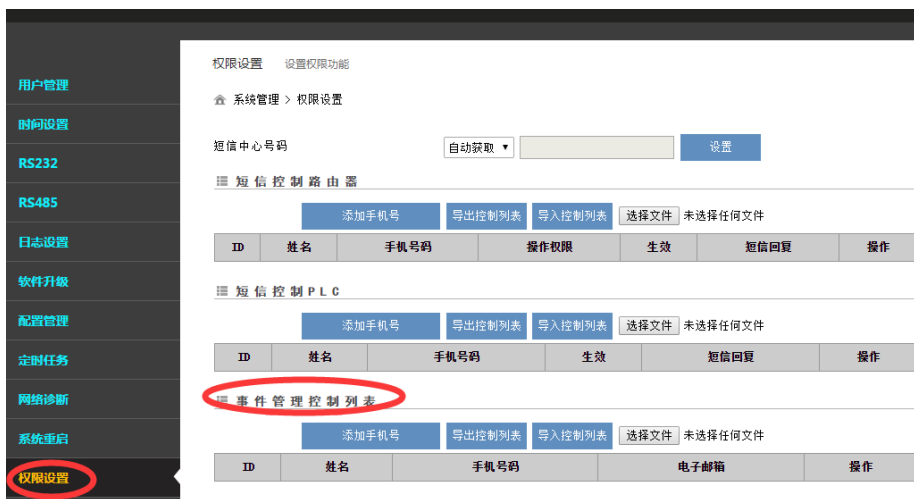 用户管理
时间设置
RS232
RS485
日志设置
软件升级
配置管理
定时任务
网络诊断
系统重启
权限设置
权限设置 设置权限功能
系统管理 > 权限设置
短信中心号码 自动获取 设置
短信控制路由器
添加手机号 导出控制列表 导入控制列表 选择文件 未选择任何文件
ID 姓名 手机号码 操作权限 生效 短信回复 操作
短信控制PLC
添加手机号 导出控制列表 导入控制列表 选择文件 未选择任何文件
ID 姓名 手机号码 生效 短信回复 操作
事件管理控制列表
添加手机号 导出控制列表 导入控制列表 选择文件 未选择任何文件
ID 姓名 手机号码 电子邮箱 操作